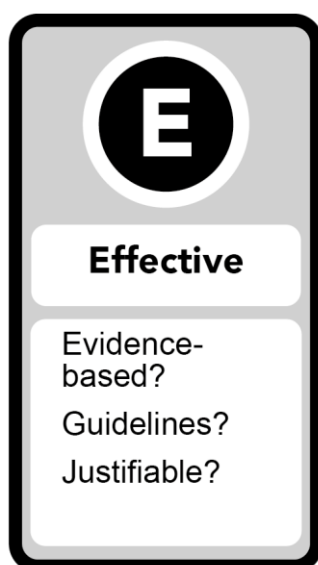 E
Effective
Evidence-
based?
Guidelines?
Justifiable?